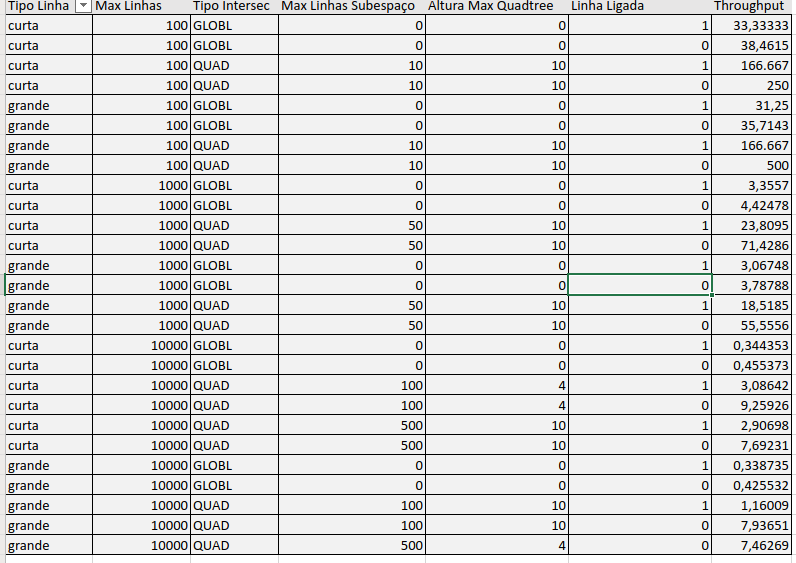 Tipo Linha Max Linhas Tipo Intersec Max Linhas Subespaço Altura Max Quadtree Linha Ligada Throughput
curta 100 GLOBL 0 0 1 33,33333
curta 100 GLOBL 0 0 0 38,4615
curta 100 QUAD 10 10 1 166.667
curta 100 QUAD 10 10 0 250
grande 100 GLOBL 0 0 1 31,25
grande 100 GLOBL 0 0 0 35,7143
grande 100 QUAD 10 10 1 166.667
grande 100 QUAD 10 10 0 500
curta 1000 GLOBL 0 0 1 3,3557
curta 1000 GLOBL 0 0 0 4,42478
curta 1000 QUAD 50 10 1 23,8095
curta 1000 QUAD 50 10 0 71,4286
grande 1000 GLOBL 0 0 1 3,06748
grande 1000 GLOBL 0 0 0 3,78788
grande 1000 QUAD 50 10 1 18,5185
grande 1000 QUAD 50 10 0 55,5556
curta 10000 GLOBL 0 0 1 0,344353
curta 10000 GLOBL 0 0 0 0,455373
curta 10000 QUAD 100 4 1 3,08642
curta 10000 QUAD 100 4 0 9,25926
curta 10000 QUAD 500 10 1 2,90698
curta 10000 QUAD 500 10 0 7,69231
grande 10000 GLOBL 0 0 1 0,338735
grande 10000 GLOBL 0 0 0 0,425532
grande 10000 QUAD 100 10 1 1,16009
grande 10000 QUAD 100 10 0 7,93651
grande 10000 QUAD 500 4 0 7,46269